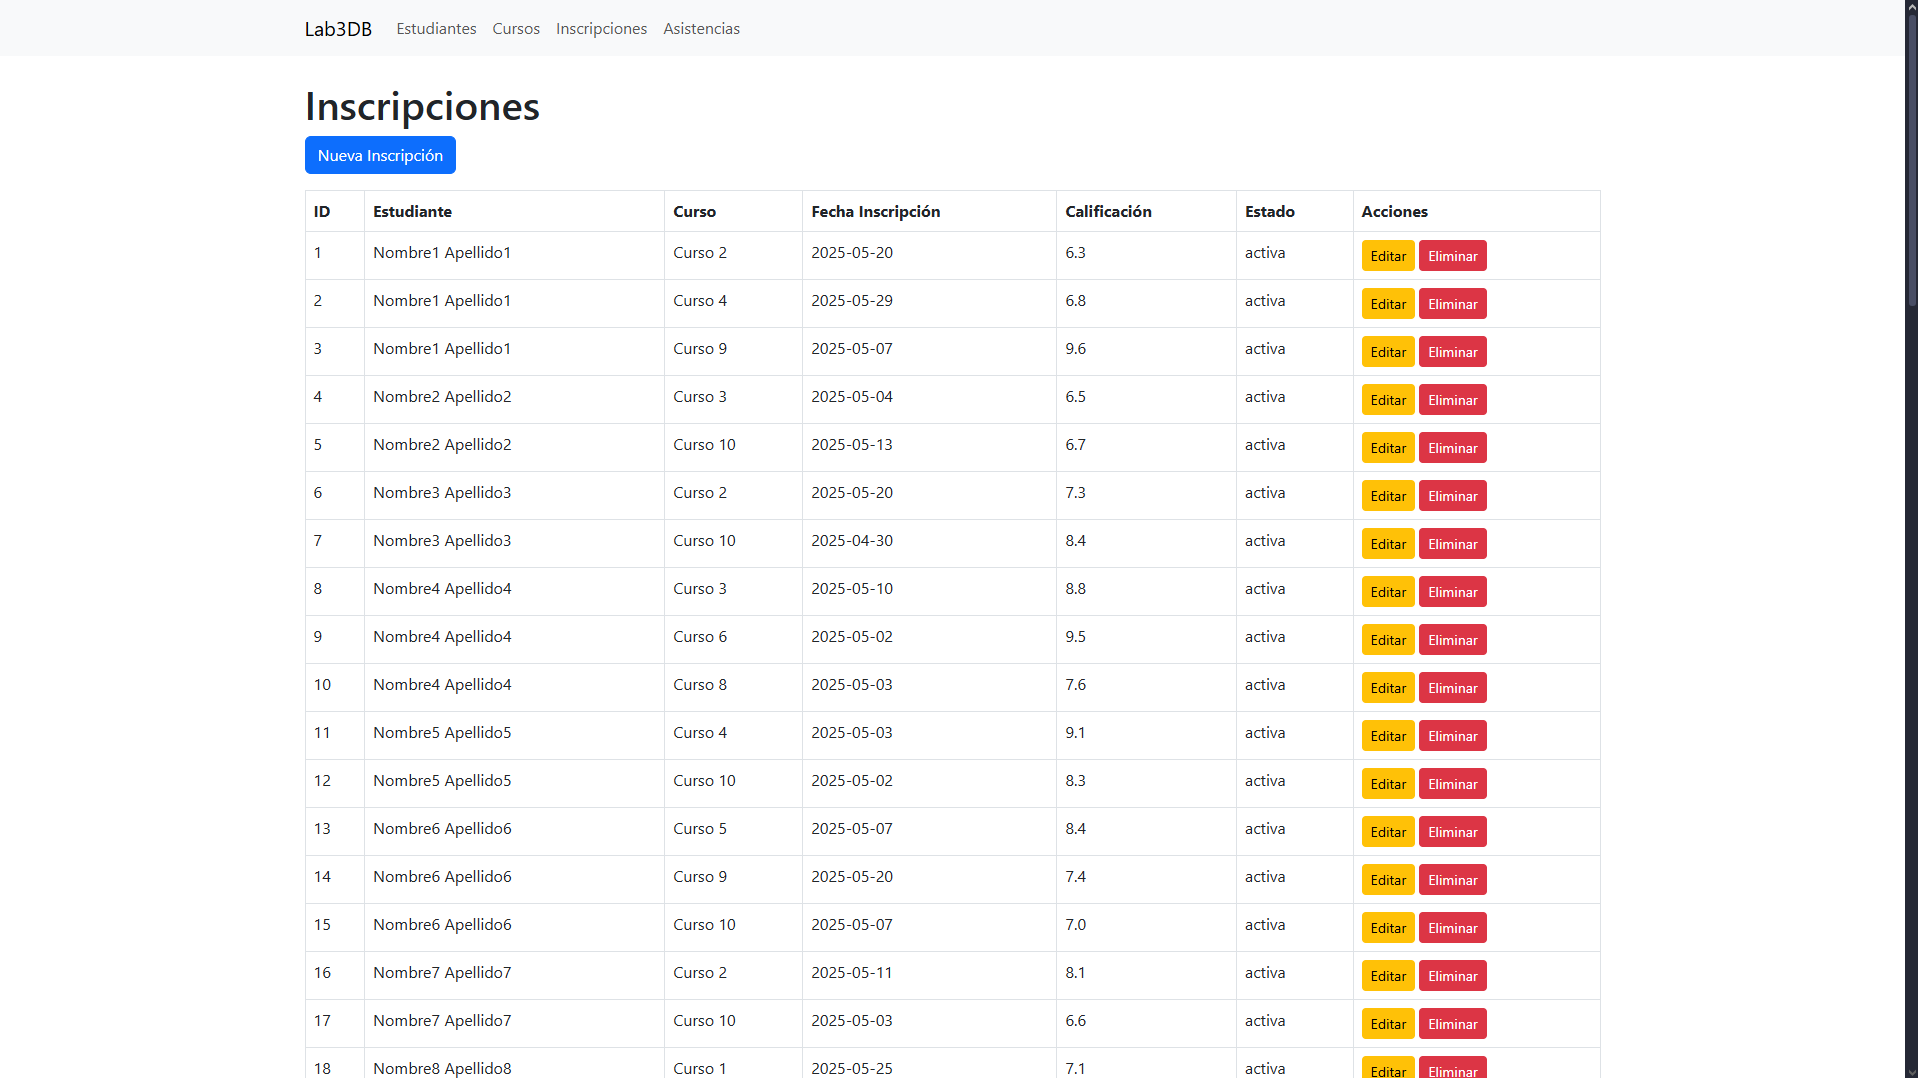 Lab3DB Estudiantes Cursos Inscripciones Asistencias
Inscripciones
Nueva Inscripción
ID Estudiante Curso Fecha Inscripción Calificación Estado Acciones
1 Nombre1 Apellido1 Curso 2 2025-05-20 6.3 activa Editar Eliminar
2 Nombre1 Apellido1 Curso 4 2025-05-29 6.8 activa Editar Eliminar
3 Nombre1 Apellido1 Curso 9 2025-05-07 9.6 activa Editar Eliminar
4 Nombre2 Apellido2 Curso 3 2025-05-04 6.5 activa Editar Eliminar
5 Nombre2 Apellido2 Curso 10 2025-05-13 6.7 activa Editar Eliminar
6 Nombre3 Apellido3 Curso 2 2025-05-20 7.3 activa Editar Eliminar
7 Nombre3 Apellido3 Curso 10 2025-04-30 8.4 activa Editar Eliminar
8 Nombre4 Apellido4 Curso 3 2025-05-10 8.8 activa Editar Eliminar
9 Nombre4 Apellido4 Curso 6 2025-05-02 9.5 activa Editar Eliminar
10 Nombre4 Apellido4 Curso 8 2025-05-03 7.6 activa Editar Eliminar
11 Nombre5 Apellido5 Curso 4 2025-05-03 9.1 activa Editar Eliminar
12 Nombre5 Apellido5 Curso 10 2025-05-02 8.3 activa Editar Eliminar
13 Nombre6 Apellido6 Curso 5 2025-05-07 8.4 activa Editar Eliminar
14 Nombre6 Apellido6 Curso 9 2025-05-20 7.4 activa Editar Eliminar
15 Nombre6 Apellido6 Curso 10 2025-05-07 7.0 activa Editar Eliminar
16 Nombre7 Apellido7 Curso 2 2025-05-11 8.1 activa Editar Eliminar
17 Nombre7 Apellido7 Curso 10 2025-05-03 6.6 activa Editar Eliminar
18 Nombre8 Apellido8 Curso 1 2025-05-25 7.1 activa Editar Eliminar